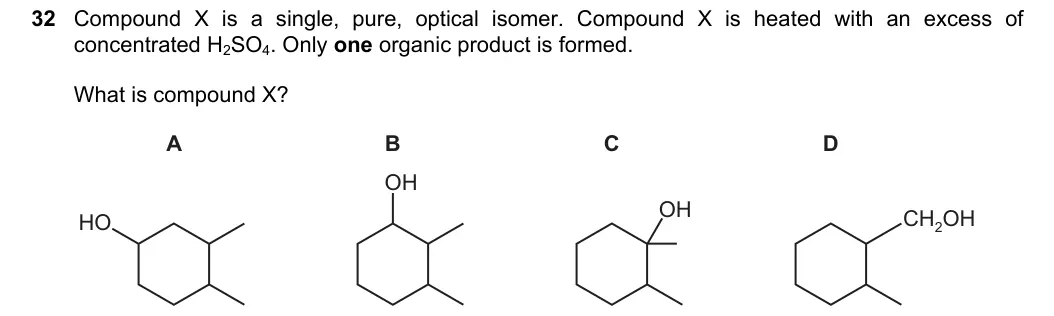 32 Compound X is a single, pure, optical isomer. Compound X is heated with an excess of
concentrated H₂SO₄. Only one organic product is formed.
What is compound X?
A B C D
OH
HO OH CH₂OH